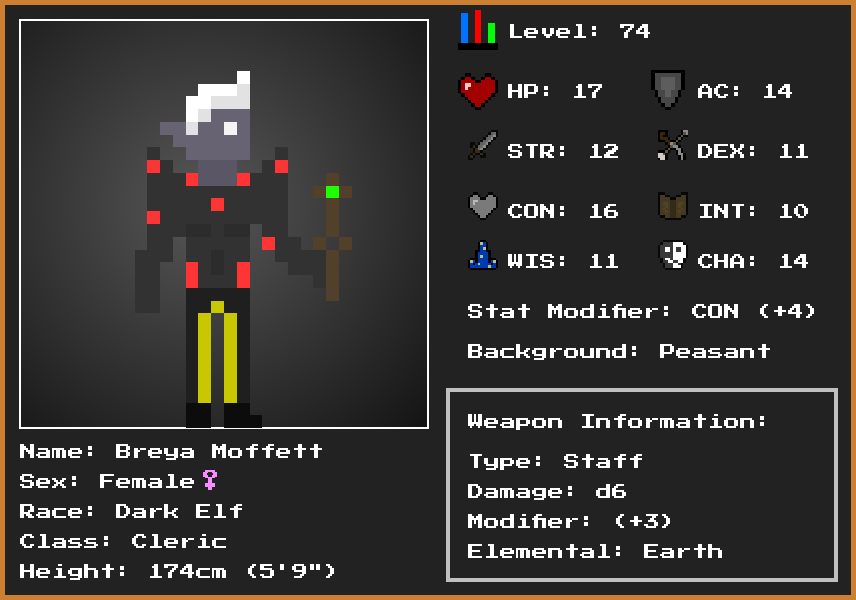 Level: 74
HP: 17 AC: 14
STR: 12 DEX: 11
CON: 16 INT: 10
WIS: 11 CHA: 14
Stat Modifier: CON (+4)
Background: Peasant
Weapon Information:
Type: Staff
Damage: d6
Modifier: (+3)
Elemental: Earth
Name: Breya Moffett
Sex: Female♀
Race: Dark Elf
Class: Cleric
Height: 174cm (5'9")